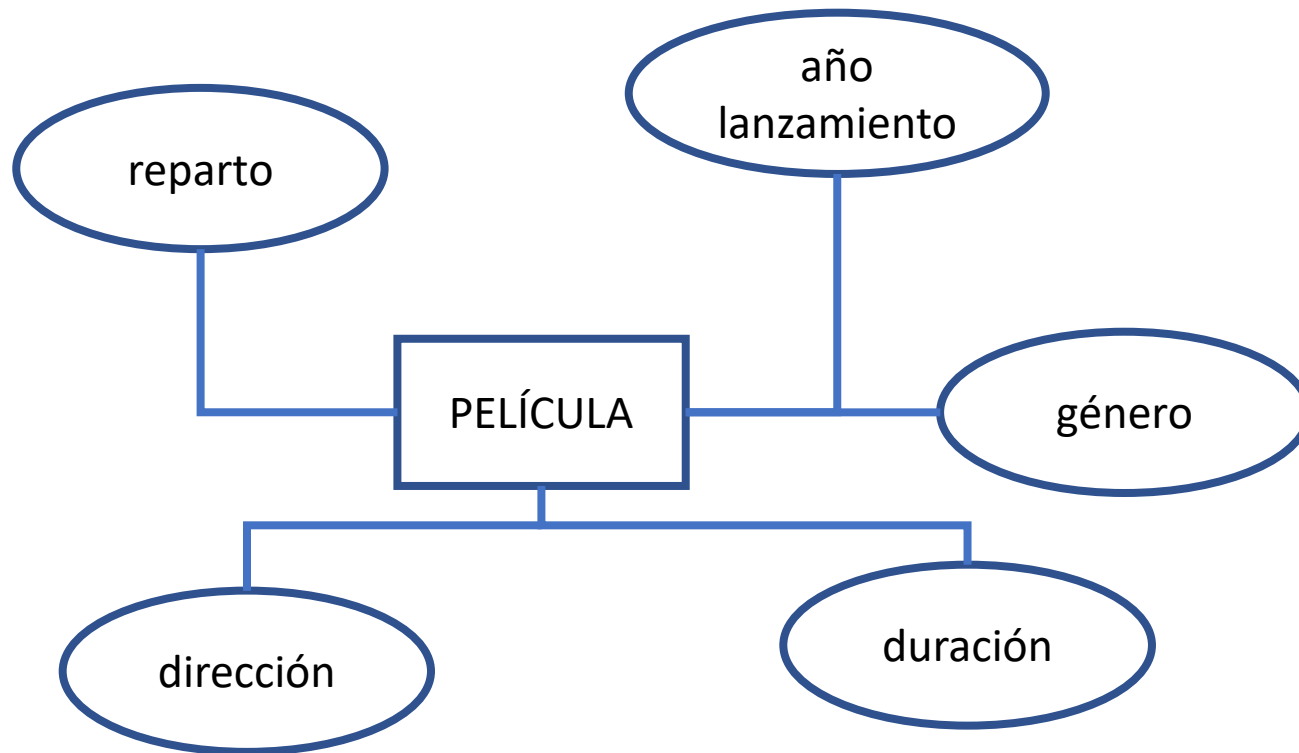 año
lanzamiento
reparto
PELÍCULA
género
dirección
duración